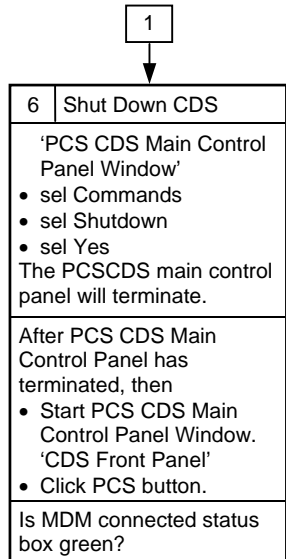 1
6 Shut Down CDS
‘PCS CDS Main Control
Panel Window’
• sel Commands
• sel Shutdown
• sel Yes
The PCSCDS main control
panel will terminate.
After PCS CDS Main
Control Panel has
terminated, then
• Start PCS CDS Main
Control Panel Window.
‘CDS Front Panel’
• Click PCS button.
Is MDM connected status
box green?